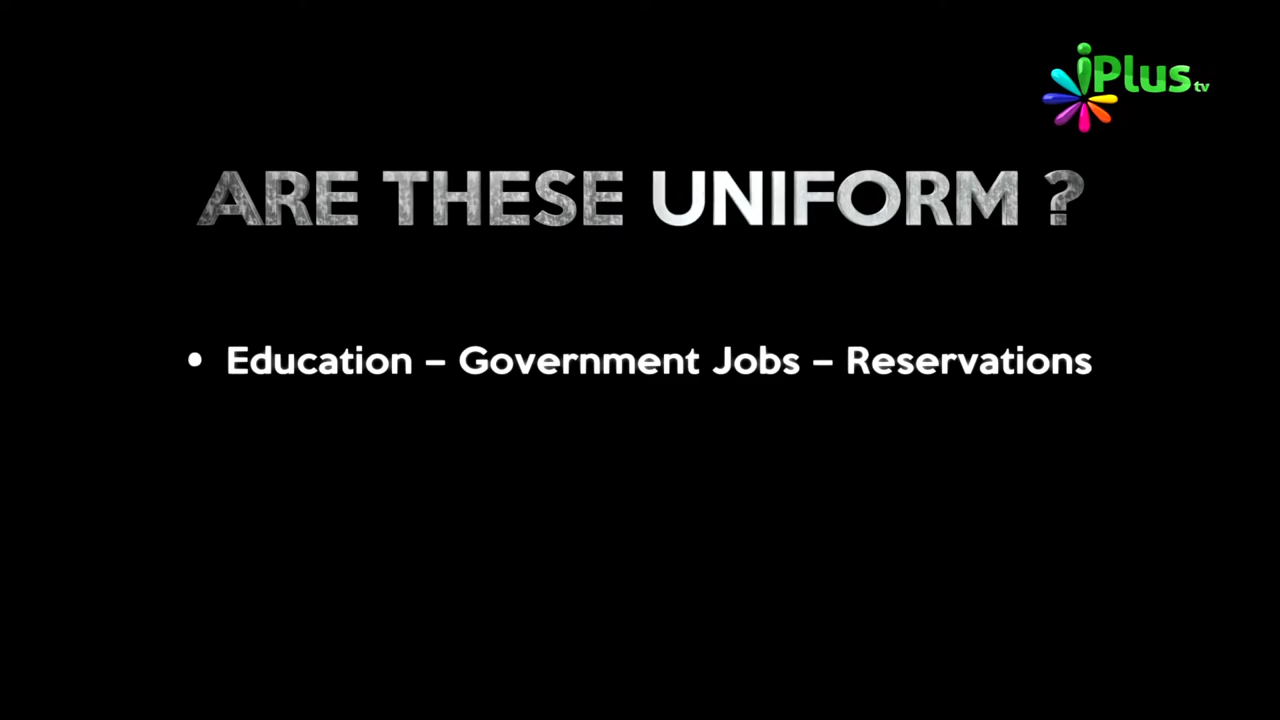 iPlus tv
ARE THESE UNIFORM ?
• Education – Government Jobs – Reservations